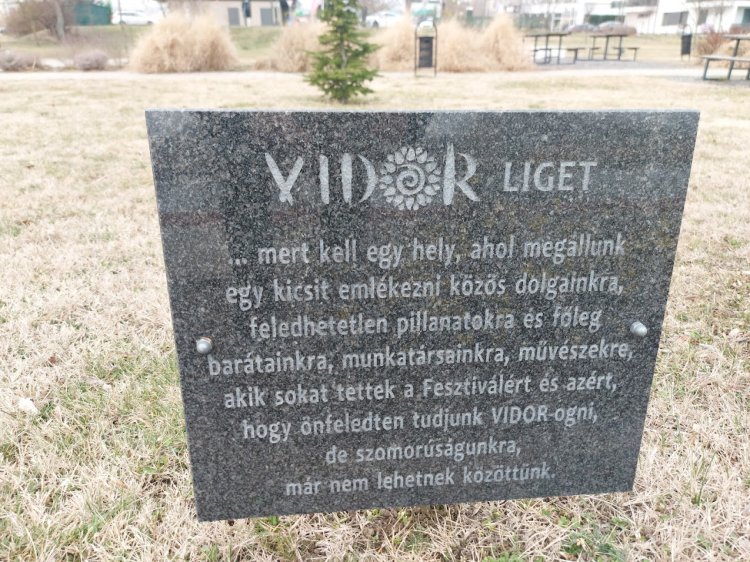 VIDOR LIGET
... mert kell egy hely, ahol megállunk
egy kicsit emlékezni közös dolgainkra,
feledhetetlen pillanatokra és főleg
barátainkra, munkatársainkra, művészekre,
akik sokat tettek a Fesztiválért és azért,
hogy önfeledten tudjunk VIDOR-ogni,
de szomorúságunkra,
már nem lehetnek közöttünk.